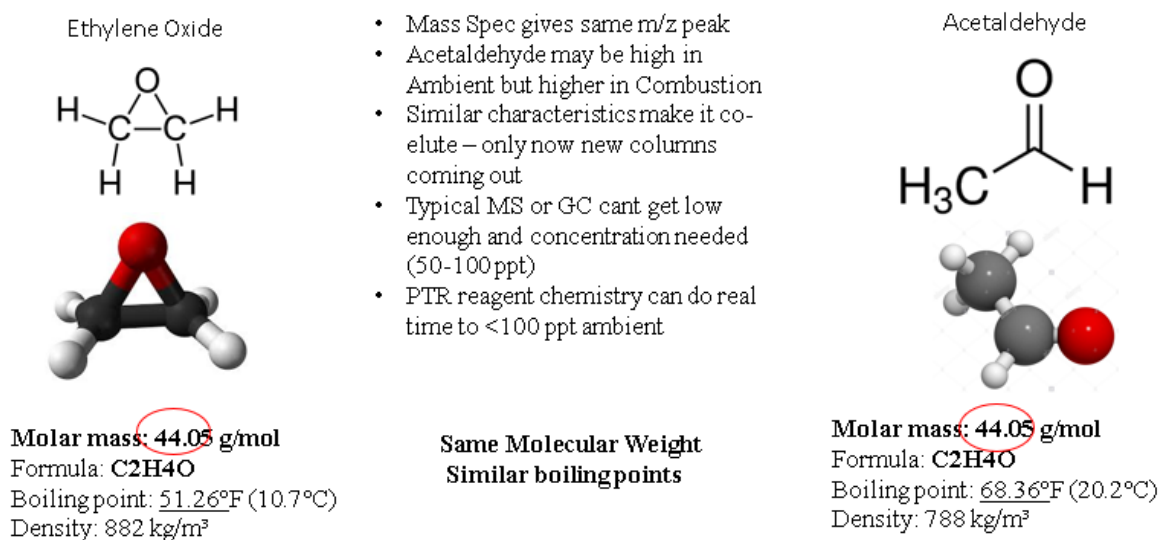 Ethylene Oxide
O
H
H
C
C
H
H
• Mass Spec gives same m/z peak
• Acetaldehyde may be high in
Ambient but higher in Combustion
• Similar characteristics make it co-
elute – only now new columns
coming out
• Typical MS or GC cant get low
enough and concentration needed
(50-100 ppt)
• PTR reagent chemistry can do real
time to <100 ppt ambient
Same Molecular Weight
Similar boiling points
Acetaldehyde
O
H₃C
H
Molar mass: 44.05 g/mol
Formula: C2H4O
Boiling point: 51.26°F (10.7°C)
Density: 882 kg/m³
Molar mass: 44.05 g/mol
Formula: C2H4O
Boiling point: 68.36°F (20.2°C)
Density: 788 kg/m³